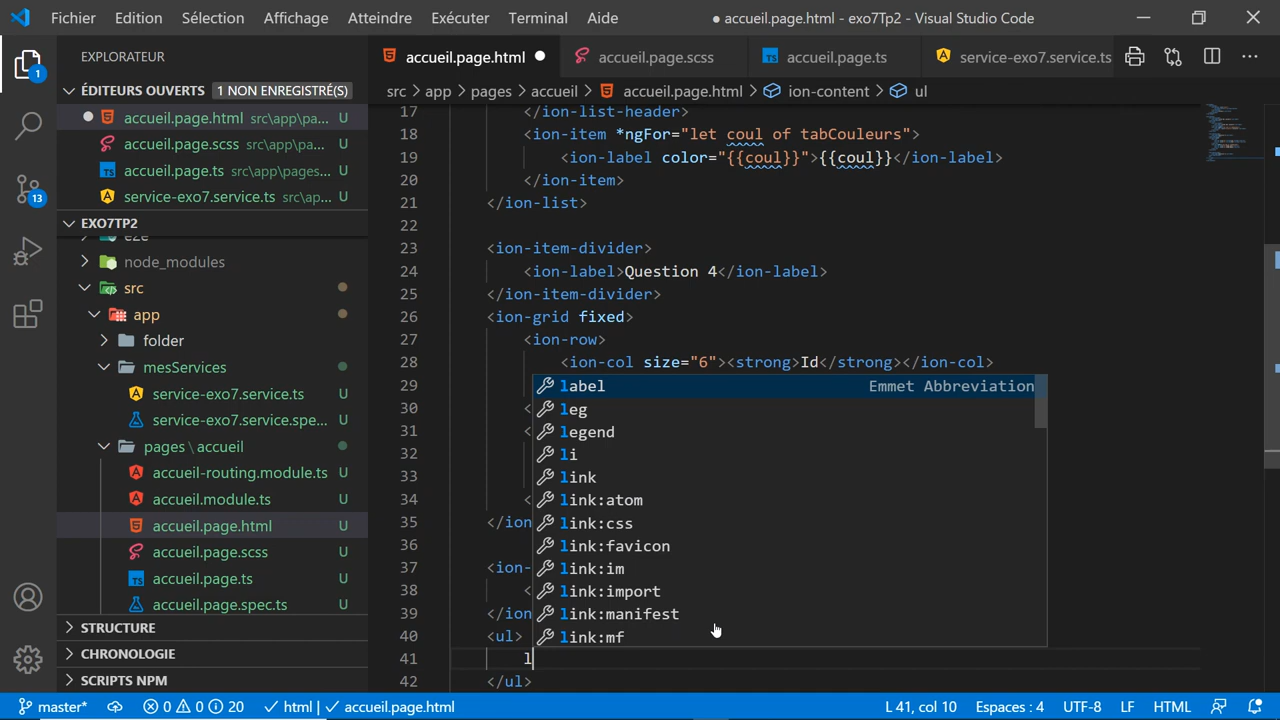 Fichier Edition Sélection Affichage Atteindre Exécuter Terminal Aide ● accueil.page.html - exo7Tp2 - Visual Studio Code
EXPLORATEUR
accueil.page.html accueil.page.scss accueil.page.ts service-exo7.service.ts
src > app > pages > accueil > accueil.page.html > ion-content > ul
1
ÉDITEURS OUVERTS 1 NON ENREGISTRÉ(S)
accueil.page.html src\app\pa... U
accueil.page.scss src\app\pa... U
accueil.page.ts src\app\pages... U
service-exo7.service.ts src\ap... U
13
EXO7TP2
eze
node_modules
src
app
folder
mesServices
service-exo7.service.ts U
service-exo7.service.spe... U
pages \ accueil
accueil-routing.module.ts U
accueil.module.ts U
accueil.page.html U
accueil.page.scss U
accueil.page.ts U
accueil.page.spec.ts U
STRUCTURE
CHRONOLOGIE
SCRIPTS NPM
17 </ion-list-header>
18 <ion-item *ngFor="let coul of tabCouleurs">
19 <ion-label color="{{coul}}">{{coul}}</ion-label>
20 </ion-item>
21 </ion-list>
22
23 <ion-item-divider>
24 <ion-label>Question 4</ion-label>
25 </ion-item-divider>
26 <ion-grid fixed>
27 <ion-row>
28 <ion-col size="6"><strong>Id</strong></ion-col>
29
30 <
31 <
32
33
34 <
35 </ion
36
37 <ion-
38 <
39 </ion
40 <ul>
41 l
42 </ul>
label Emmet Abbreviation
leg
legend
li
link
link:atom
link:css
link:favicon
link:im
link:import
link:manifest
link:mf
master* 0 0 20 html | accueil.page.html L 41, col 10 Espaces : 4 UTF-8 LF HTML